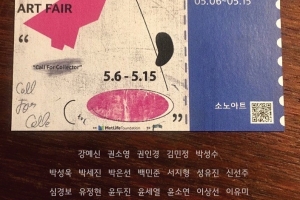 ART FAIR
05.06~05.15
"Call For Collector"
Call
for
5.6 - 5.15
소노아트
MetLife Foundation
강예신 권소영 권인경 김민정 박성수
박성욱 박세진 박은선 백민준 서지형 성유진 신선주
심경보 유정현 윤두진 윤세열 윤소연 이상선 이유미